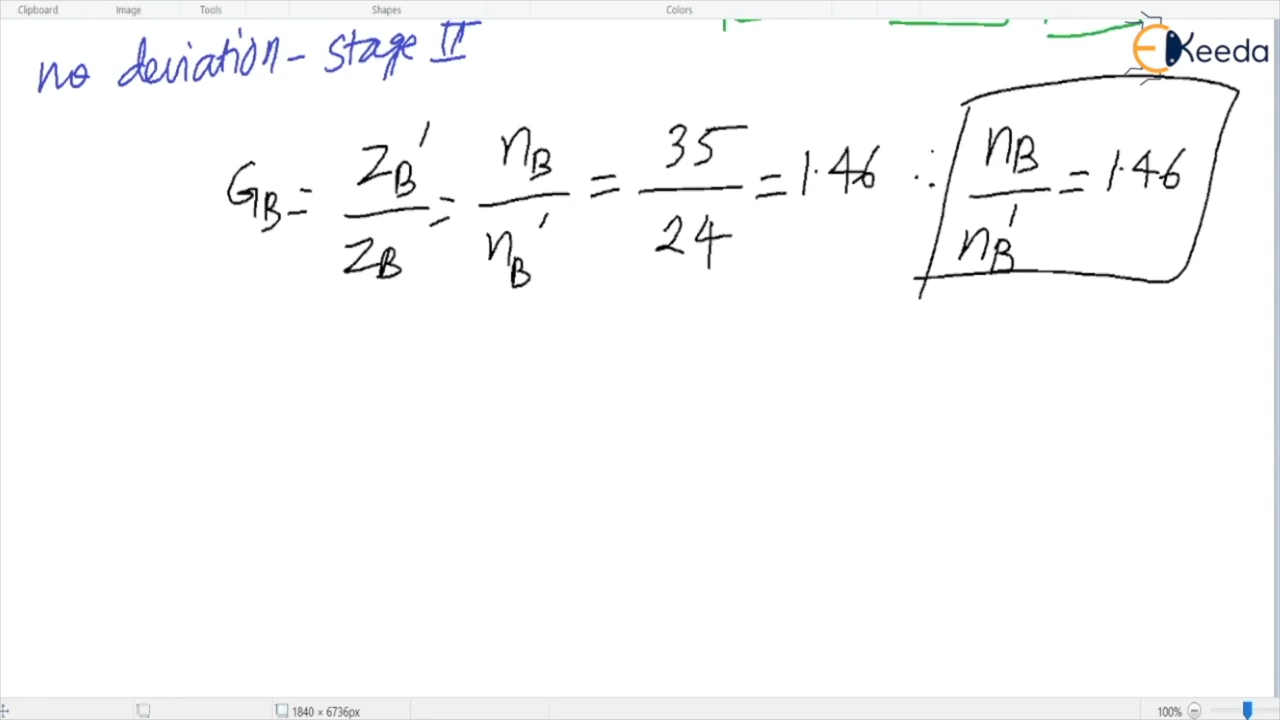 Clipboard Image Tools Shapes Colors
no deviation - stage II
Ekeeda
G_B = Z_B' / Z_B = n_B / n_B' = 35 / 24 = 1.46 ∴ n_B / n_B' = 1.46
1840 × 6736px 100%